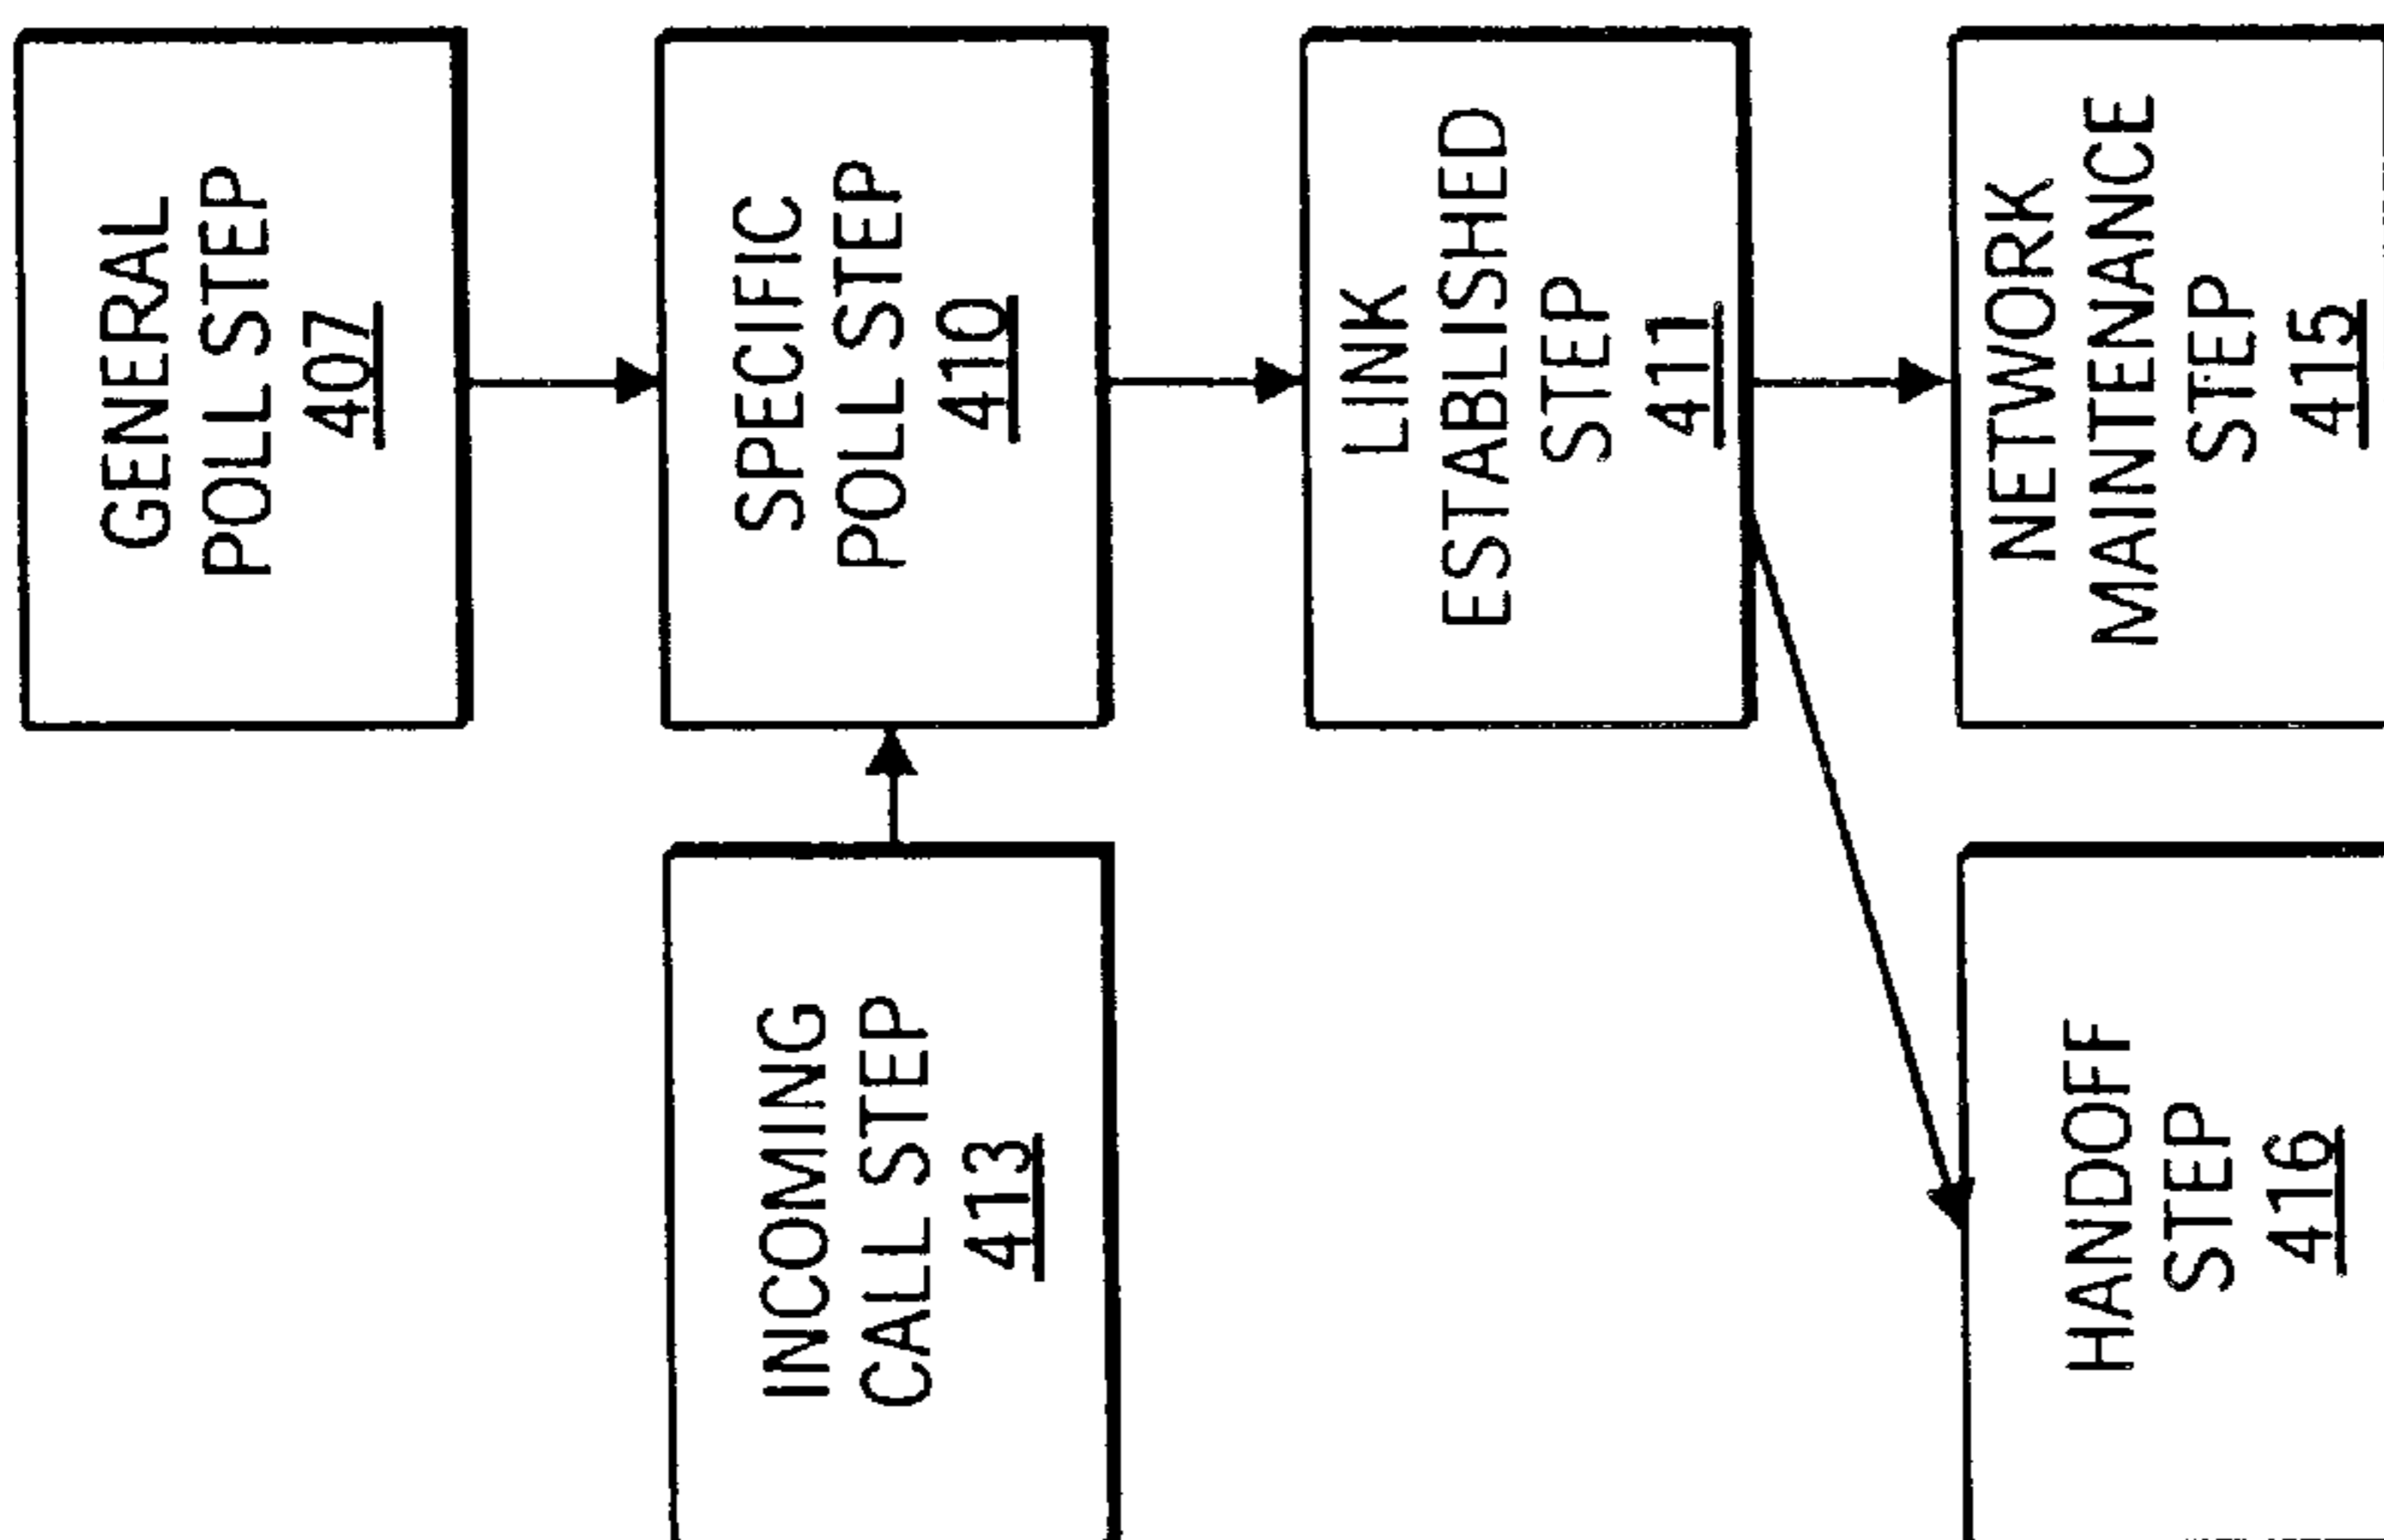 GENERAL
POLL STEP
407
SPECIFIC
POLL STEP
410
LINK
ESTABLISHED
STEP
411
NETWORK
MAINTENANCE
STEP
415
INCOMING
CALL STEP
413
HANDOFF
STEP
416